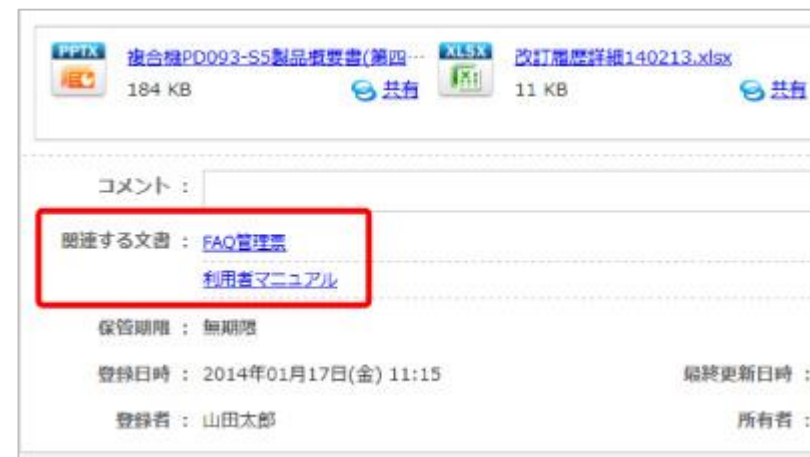 PPTX 複合機PD093-S5製品概要書(第四… XLSX 改訂履歴詳細140213.xlsx
184 KB 共有 11 KB 共有
コメント :
関連する文書 : FAQ管理票
利用者マニュアル
保管期限 : 無期限
登録日時 : 2014年01月17日(金) 11:15 最終更新日時 :
登録者 : 山田太郎 所有者 :